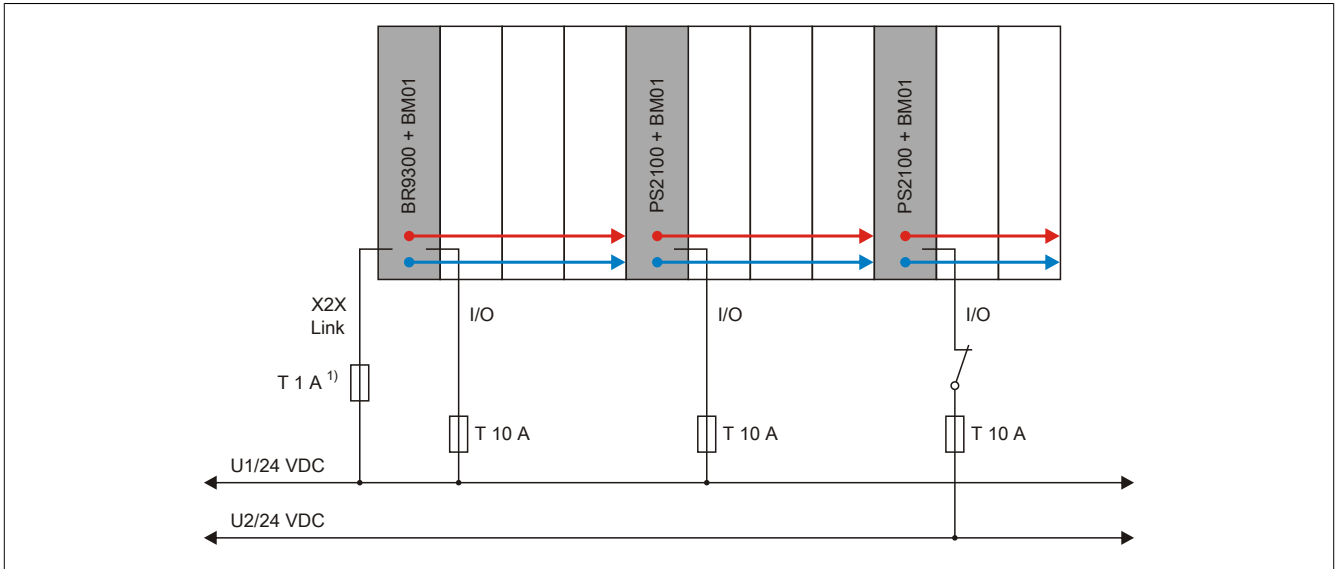 BR9300 + BM01
PS2100 + BM01
PS2100 + BM01
X2X
Link
I/O
I/O
I/O
T 1 A 1)
T 10 A
T 10 A
T 10 A
U1/24 VDC
U2/24 VDC